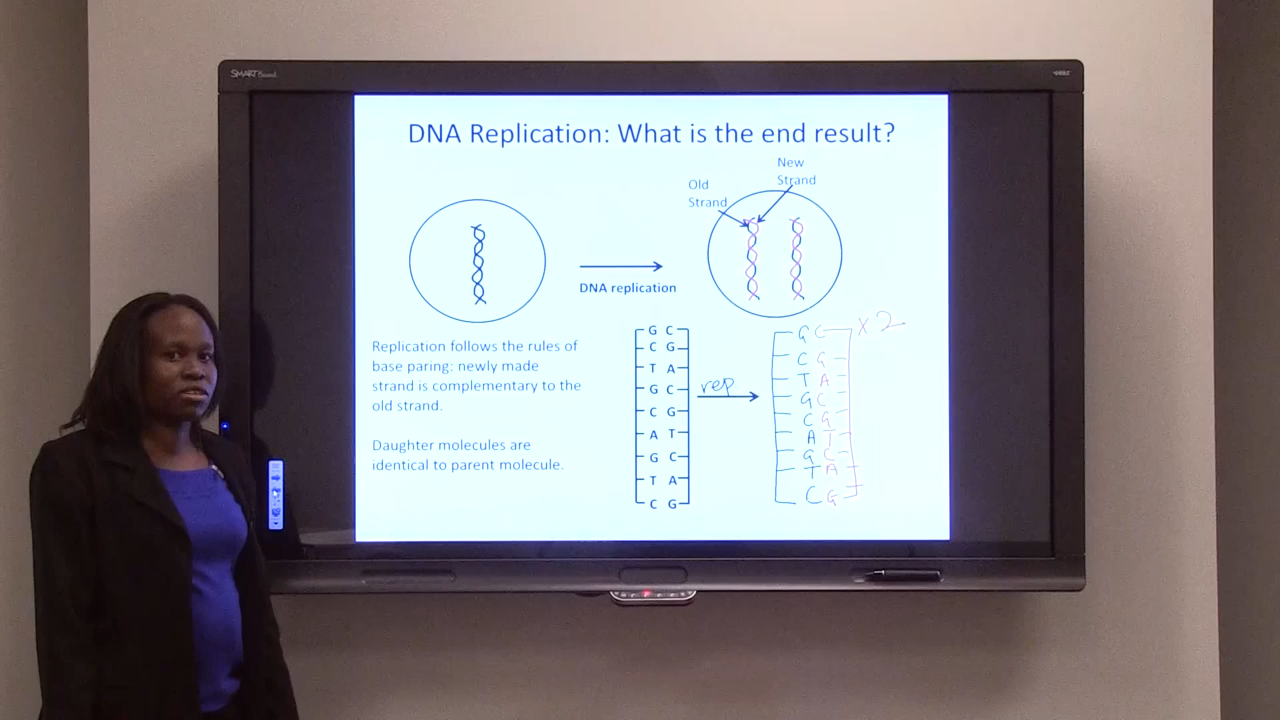 SMART Board
DNA Replication: What is the end result?
New
Strand
Old
Strand
DNA replication
Replication follows the rules of
base paring: newly made
strand is complementary to the
old strand.
Daughter molecules are
identical to parent molecule.
G C
C G
T A
G C
C G
A T
G C
T A
C G
rep
G C
C G
T A
G C
C G
A T
G C
T A
C G
x 2